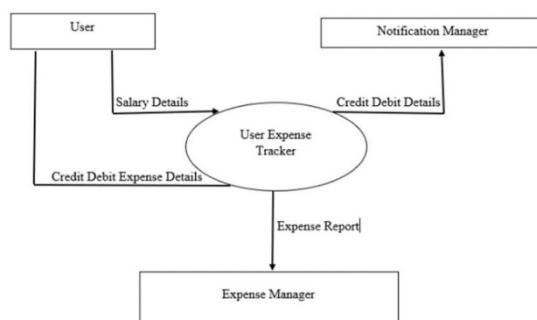 User
Notification Manager
Salary Details
Credit Debit Details
User Expense
Tracker
Credit Debit Expense Details
Expense Report
Expense Manager